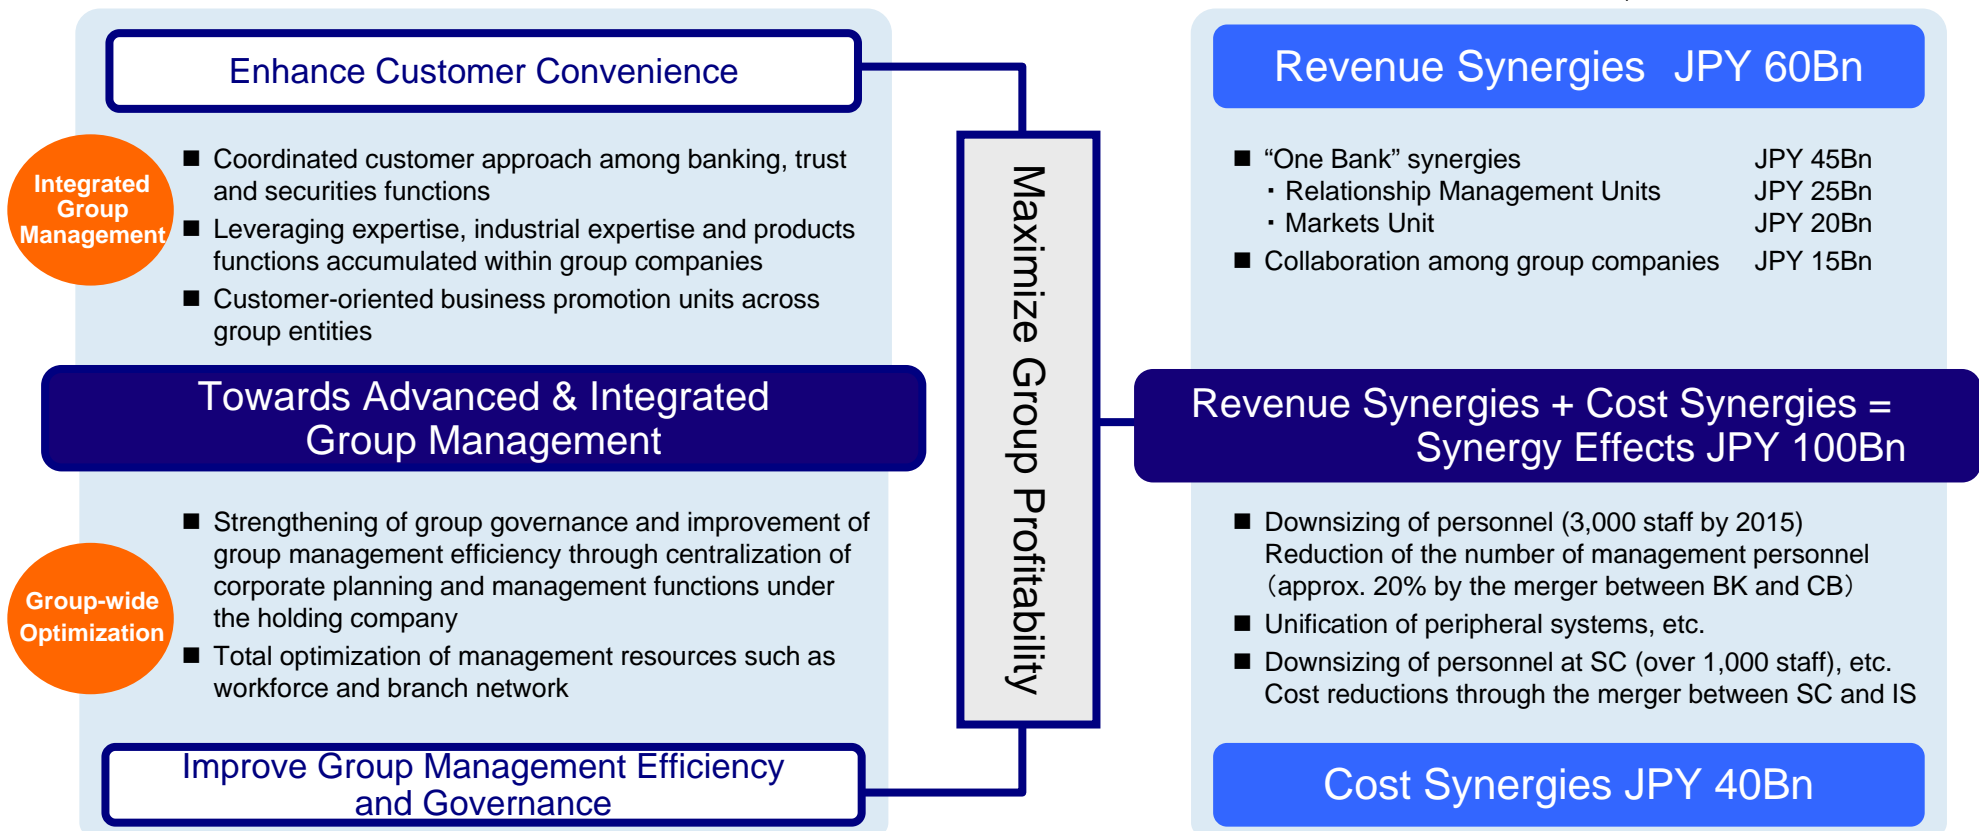 Enhance Customer Convenience
Integrated
Group
Management
■ Coordinated customer approach among banking, trust
and securities functions
■ Leveraging expertise, industrial expertise and products
functions accumulated within group companies
■ Customer-oriented business promotion units across
group entities
Towards Advanced & Integrated
Group Management
Group-wide
Optimization
■ Strengthening of group governance and improvement of
group management efficiency through centralization of
corporate planning and management functions under
the holding company
■ Total optimization of management resources such as
workforce and branch network
Improve Group Management Efficiency
and Governance
Maximize Group Profitability
Revenue Synergies JPY 60Bn
■ “One Bank” synergies JPY 45Bn
・Relationship Management Units JPY 25Bn
・Markets Unit JPY 20Bn
■ Collaboration among group companies JPY 15Bn
Revenue Synergies + Cost Synergies =
Synergy Effects JPY 100Bn
■ Downsizing of personnel (3,000 staff by 2015)
Reduction of the number of management personnel
（approx. 20% by the merger between BK and CB）
■ Unification of peripheral systems, etc.
■ Downsizing of personnel at SC (over 1,000 staff), etc.
Cost reductions through the merger between SC and IS
Cost Synergies JPY 40Bn